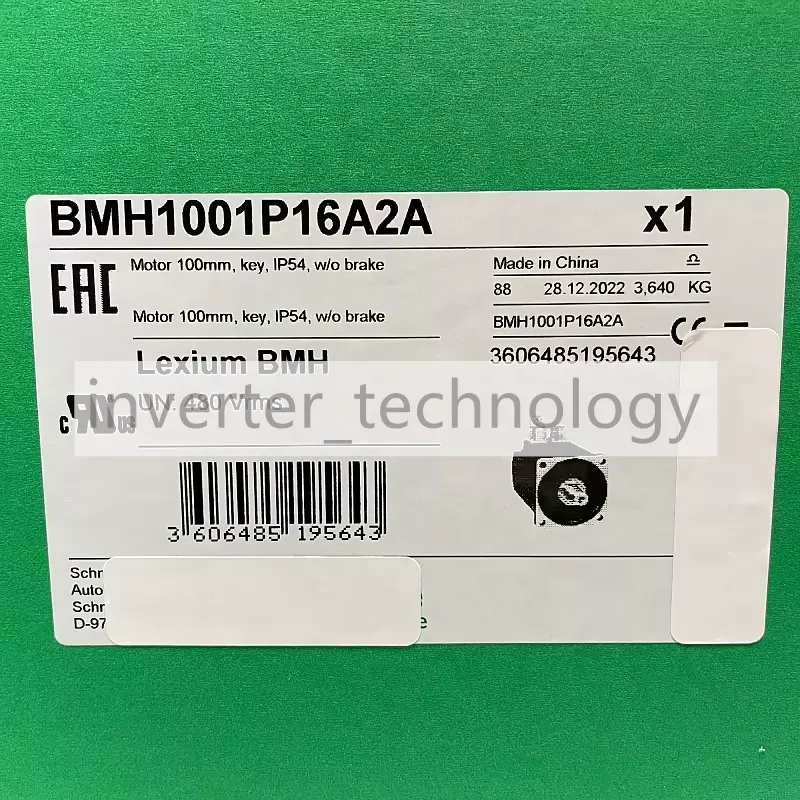 BMH1001P16A2A x1
EAC
Motor 100mm, key, IP54, w/o brake
Made in China
88 28.12.2022 3,640 KG
Motor 100mm, key, IP54, w/o brake
BMH1001P16A2A
CE
Lexium BMH
3606485195643
UN: 480 Vrms
inverter_technology
c US
3 606485 195643
Schn
Auto
Schn
D-97
e